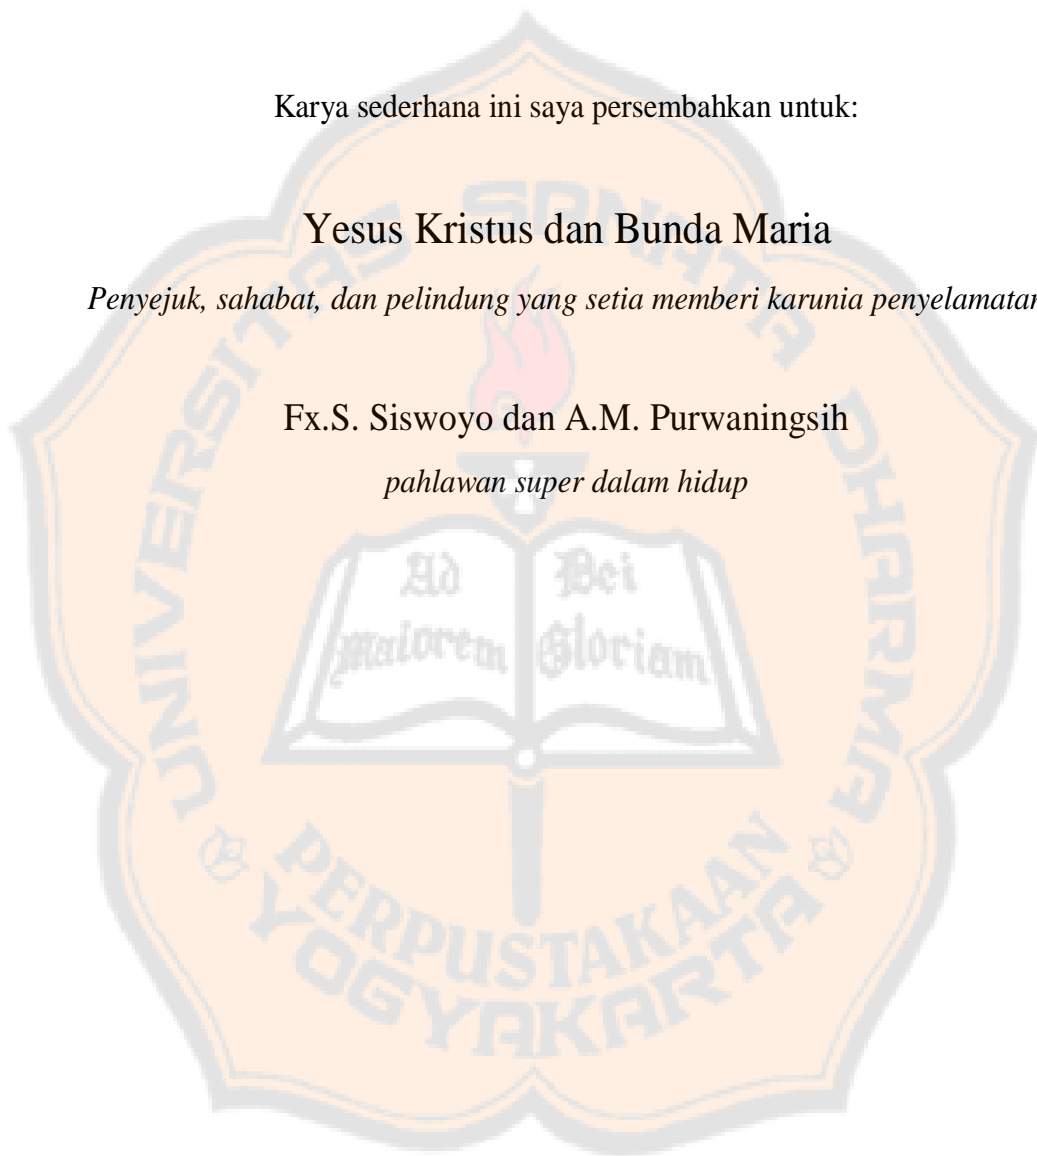 Karya sederhana ini saya persembahkan untuk:
Yesus Kristus dan Bunda Maria
Penyejuk, sahabat, dan pelindung yang setia memberi karunia penyelamatan
Fx.S. Siswoyo dan A.M. Purwaningsih
pahlawan super dalam hidup
UNIVERSITAS SANATA DHARMA
Ad Dei
maiorem Gloriam
PERPUSTAKAAN
YOGYAKARTA